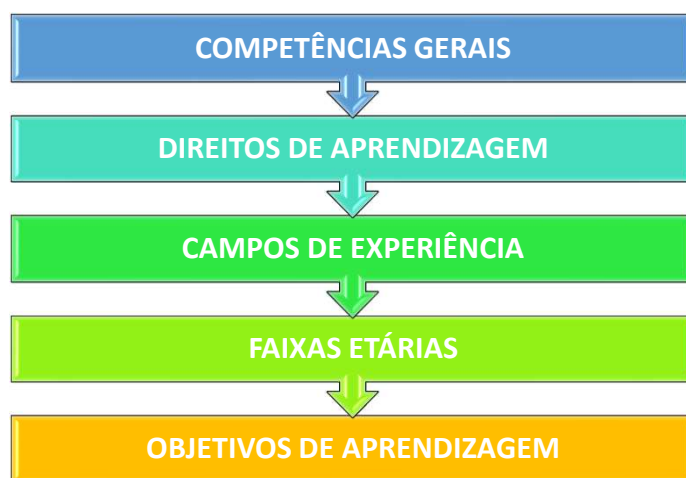 COMPETÊNCIAS GERAIS
DIREITOS DE APRENDIZAGEM
CAMPOS DE EXPERIÊNCIA
FAIXAS ETÁRIAS
OBJETIVOS DE APRENDIZAGEM